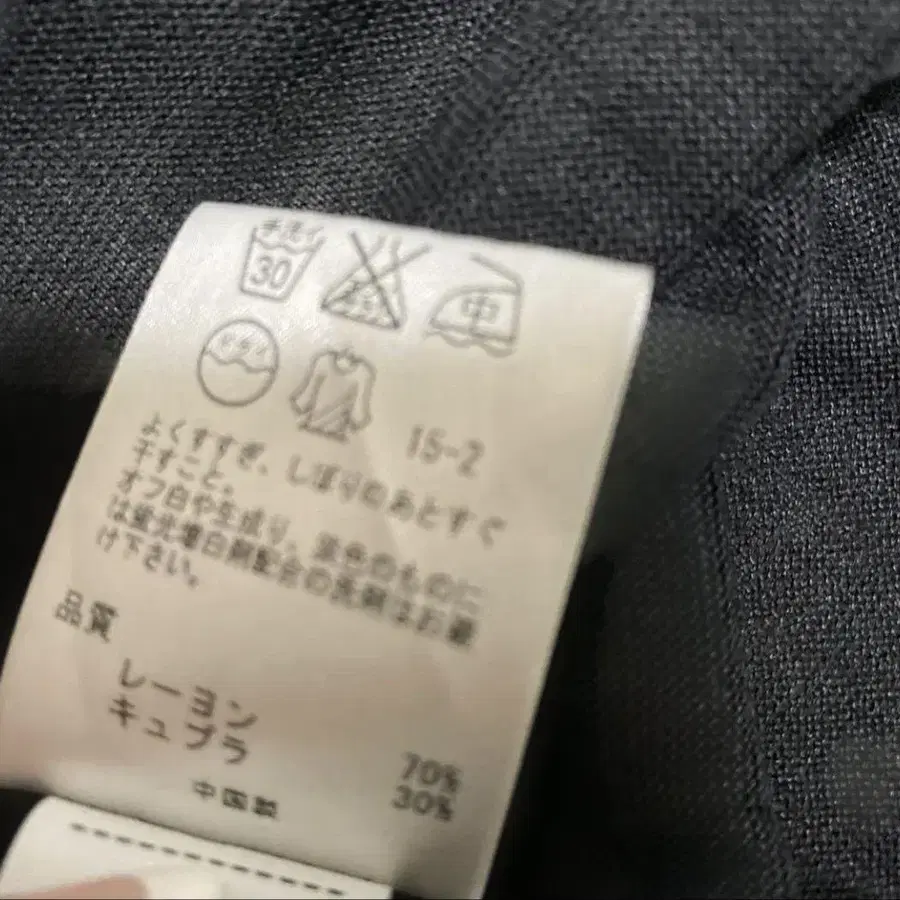 手洗イ
30
中
ドライ
15-2
よくすすぎ、しぼりのあとすぐ
干すこと。
オフ白や生成り、淡色のものに
は蛍光増白剤配合の洗剤はお避
け下さい。
品質
レーヨン 70%
キュプラ 30%
中国製